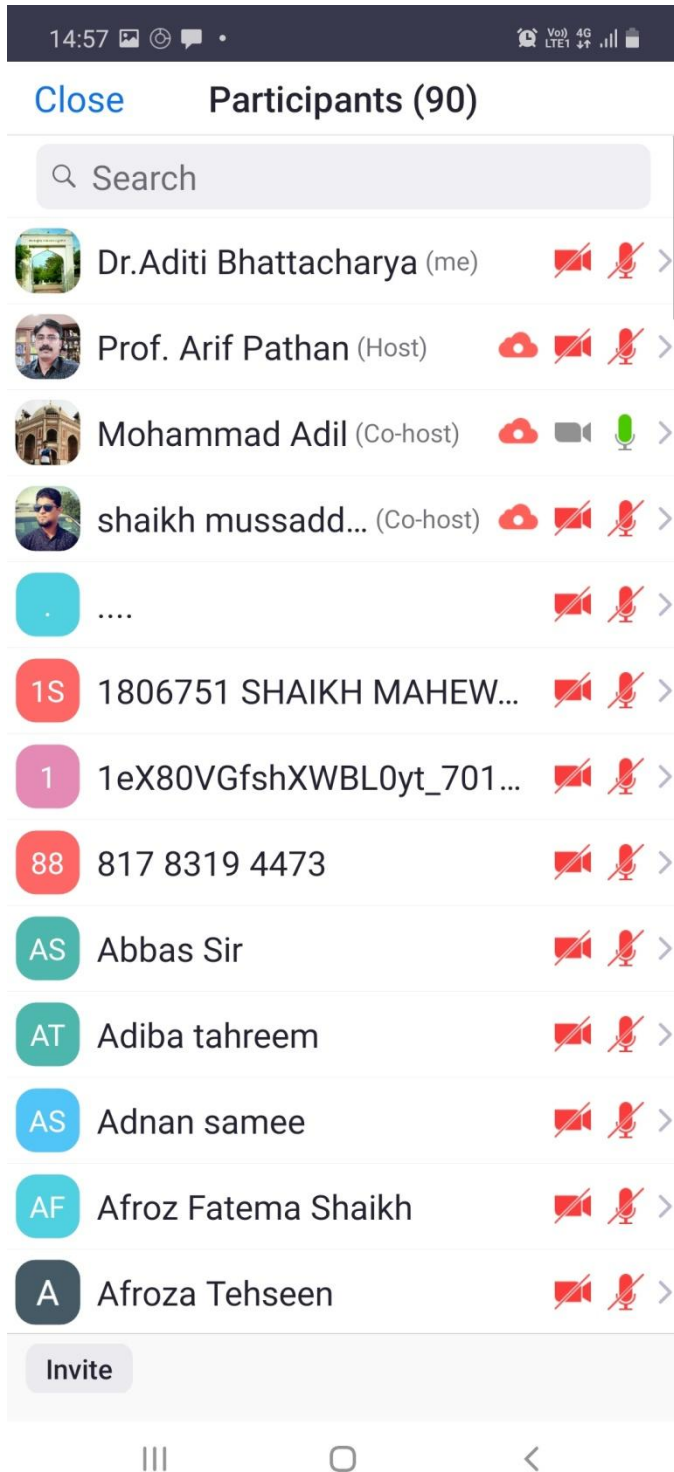 14:57
Vo)) 4G
LTE1
Close Participants (90)
Search
Dr.Aditi Bhattacharya (me)
Prof. Arif Pathan (Host)
Mohammad Adil (Co-host)
shaikh mussadd... (Co-host)
. ....
1S 1806751 SHAIKH MAHEW...
1 1eX80VGfshXWBL0yt_701...
88 817 8319 4473
AS Abbas Sir
AT Adiba tahreem
AS Adnan samee
AF Afroz Fatema Shaikh
A Afroza Tehseen
Invite